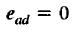 e_ad = 0